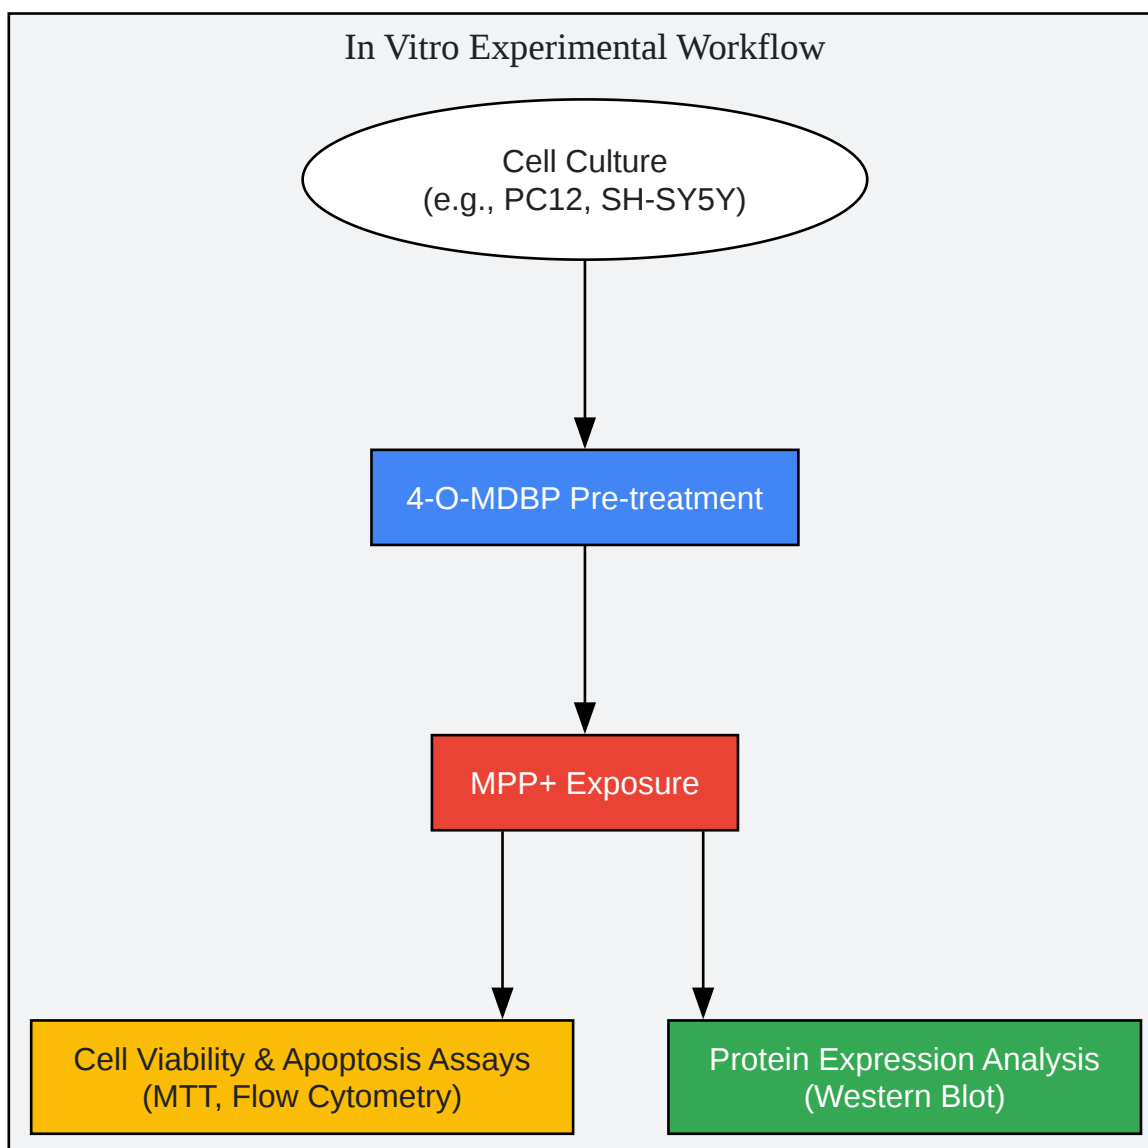 In Vitro Experimental Workflow
Cell Culture
(e.g., PC12, SH-SY5Y)
4-O-MDBP Pre-treatment
MPP+ Exposure
Cell Viability & Apoptosis Assays
(MTT, Flow Cytometry)
Protein Expression Analysis
(Western Blot)